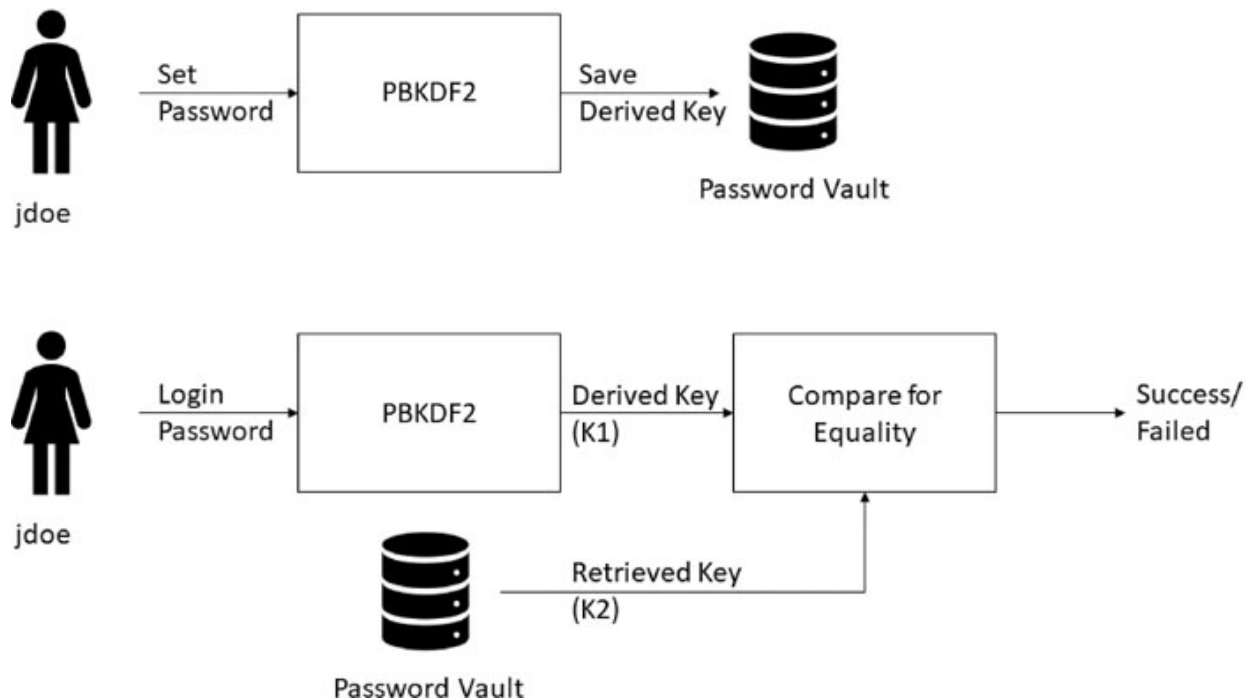 Set
Password
PBKDF2
Save
Derived Key
Password Vault
jdoe
Login
Password
PBKDF2
Derived Key
(K1)
Compare for
Equality
Success/
Failed
jdoe
Retrieved Key
(K2)
Password Vault